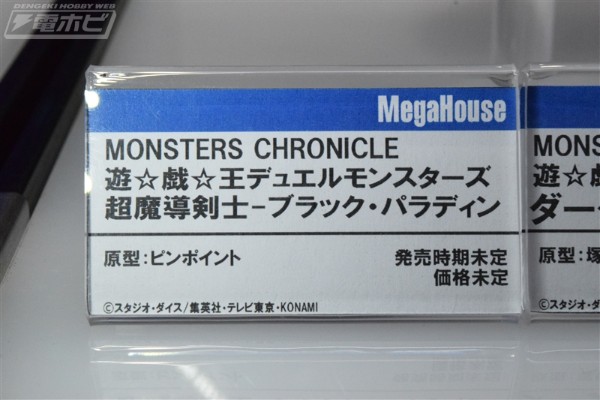 DENGEKI HOBBY WEB
電ホビ
MegaHouse
MONSTERS CHRONICLE
遊☆戯☆王デュエルモンスターズ
超魔導剣士-ブラック・パラディン
原型:ピンポイント
発売時期未定
価格未定
©スタジオ・ダイス/集英社・テレビ東京・KONAMI
MONS
遊☆戯
ダー
原型:塚
©スタジオ・